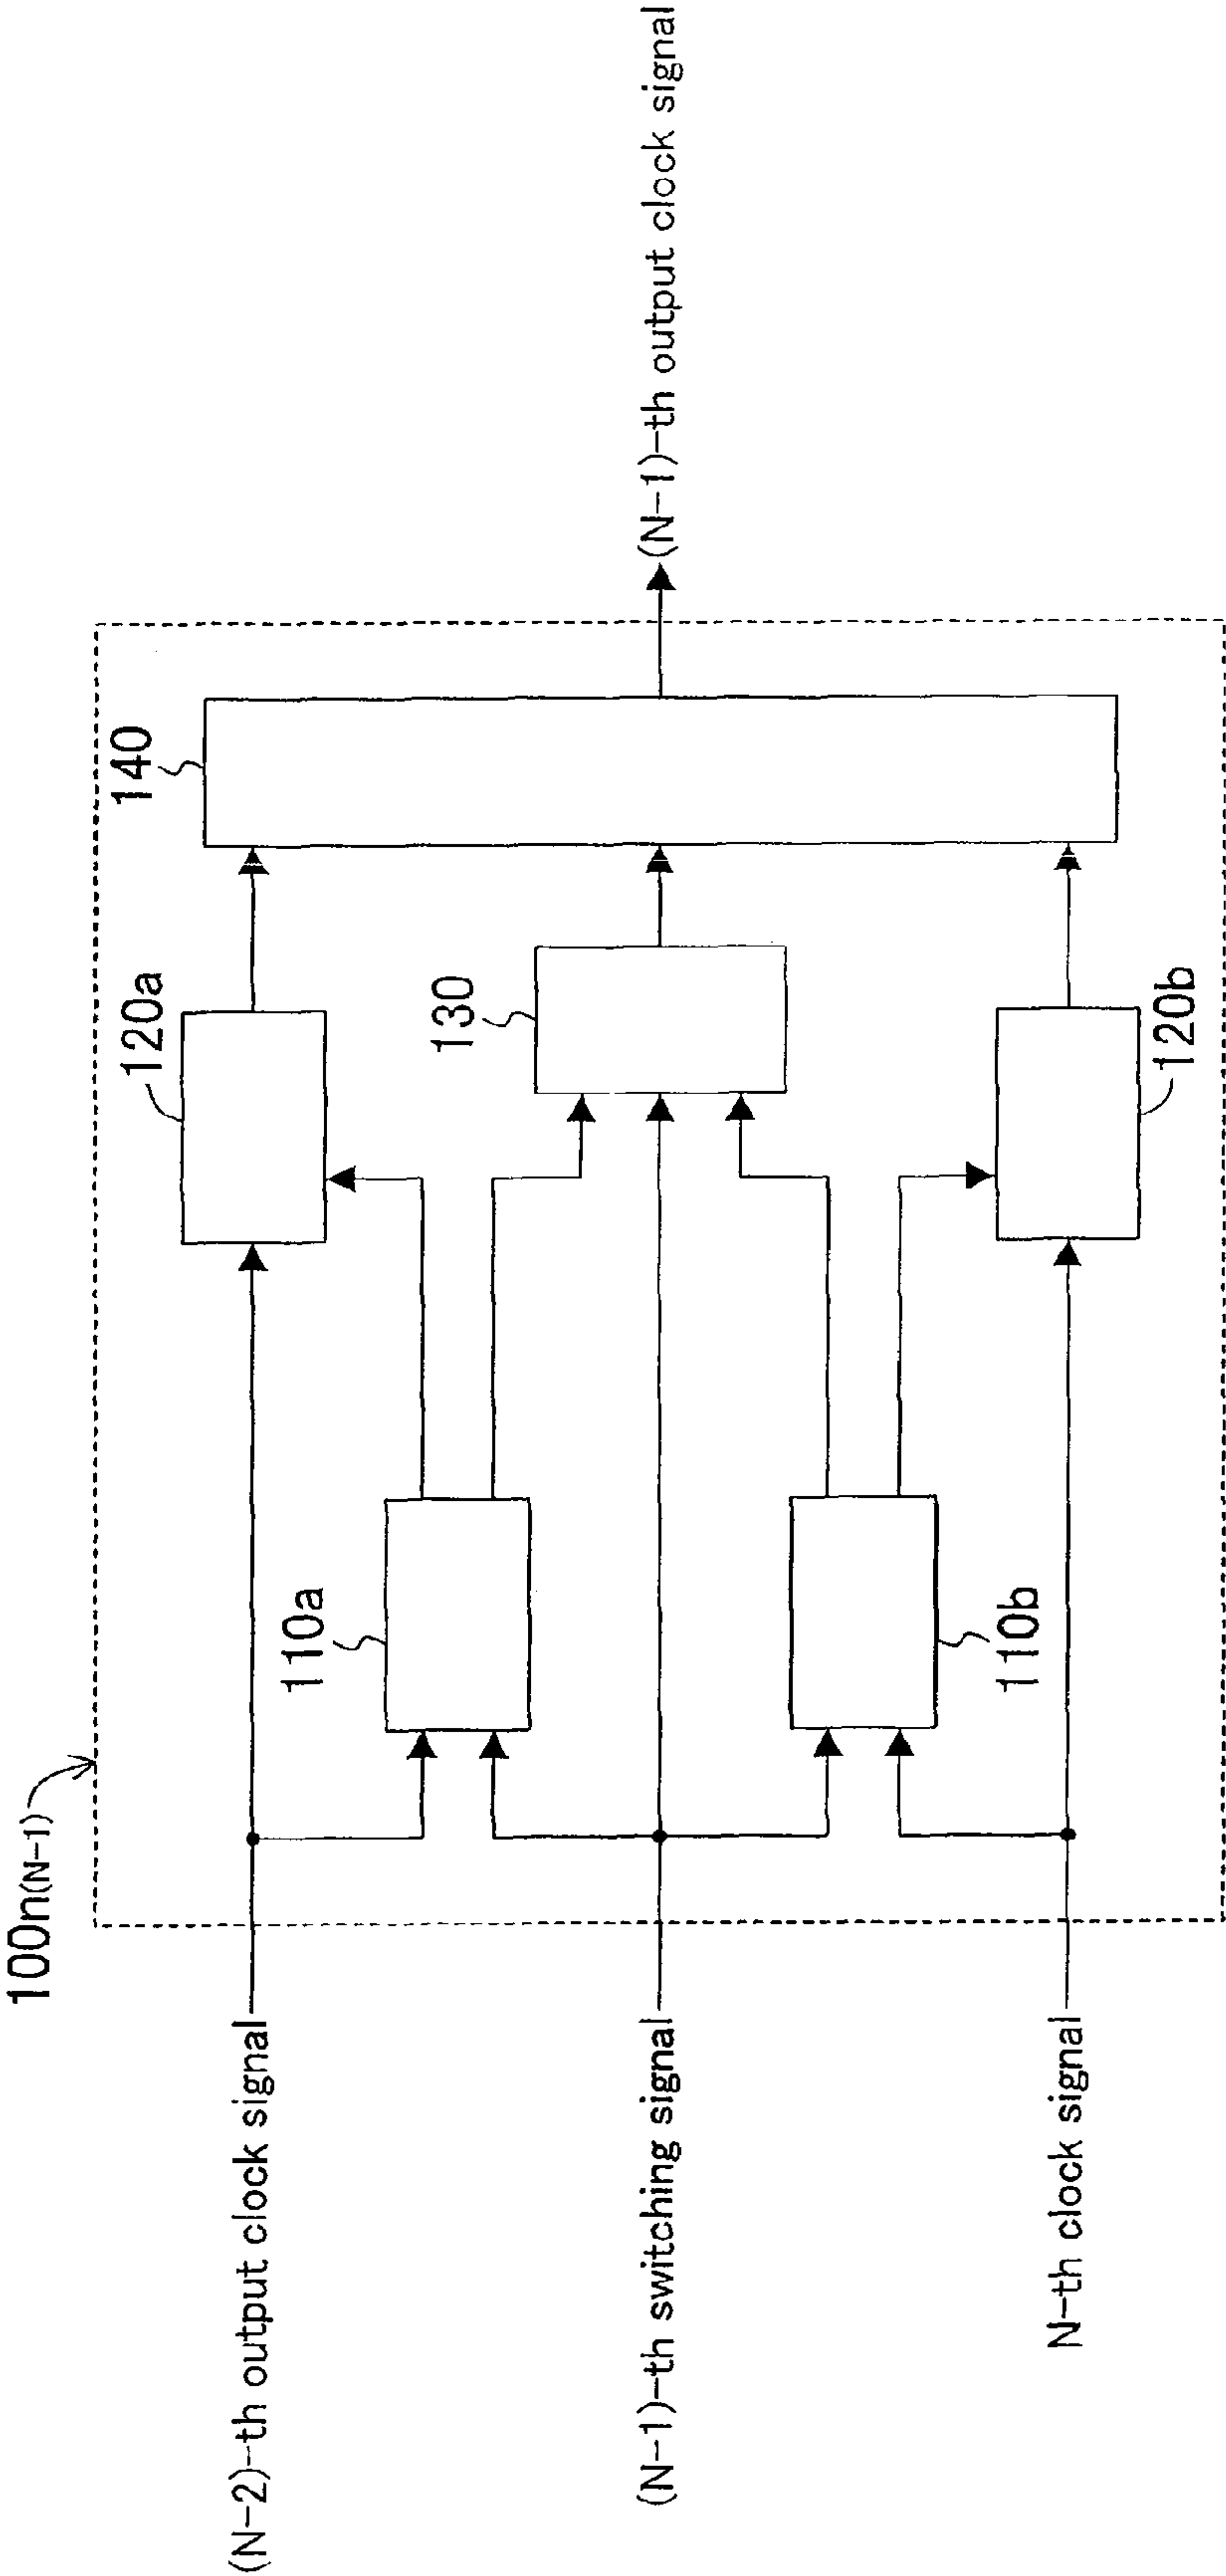 100n(N-1)
(N-2)-th output clock signal
120a
140
110a
130
(N-1)-th switching signal
(N-1)-th output clock signal
110b
120b
N-th clock signal